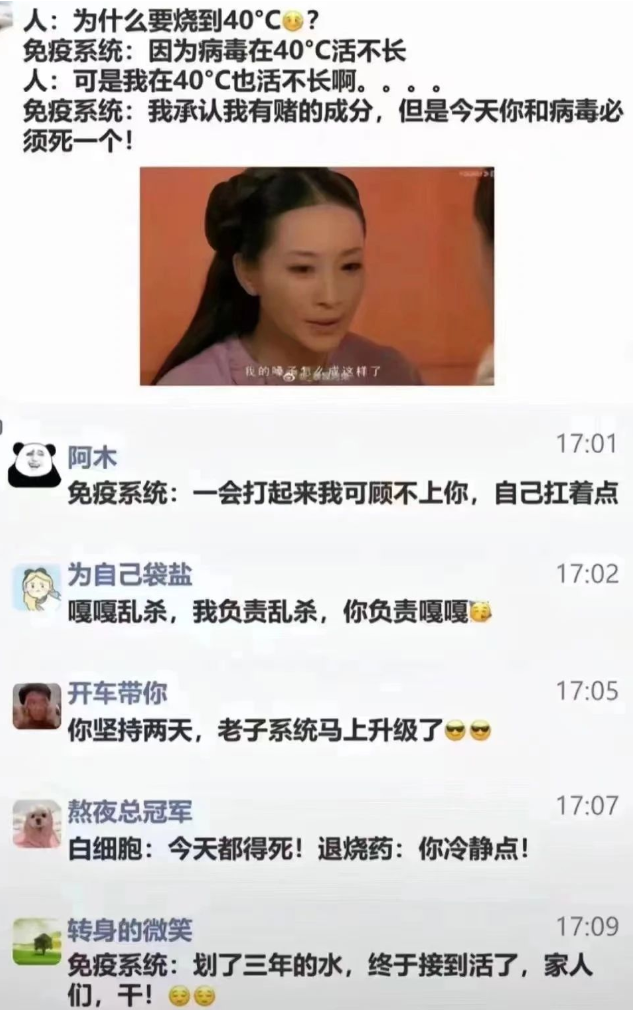 人：为什么要烧到40°C🤒？
免疫系统：因为病毒在40°C活不长
人：可是我在40°C也活不长啊。。。。
免疫系统：我承认我有赌的成分，但是今天你和病毒必
须死一个！
我的嗓子怎么成这样了
阿木
17:01
免疫系统：一会打起来我可顾不上你，自己扛着点
为自己袋盐
17:02
嘎嘎乱杀，我负责乱杀，你负责嘎嘎🥳
开车带你
17:05
你坚持两天，老子系统马上升级了😎😎
熬夜总冠军
17:07
白细胞：今天都得死！退烧药：你冷静点！
转身的微笑
17:09
免疫系统：划了三年的水，终于接到活了，家人
们，干！😌😌